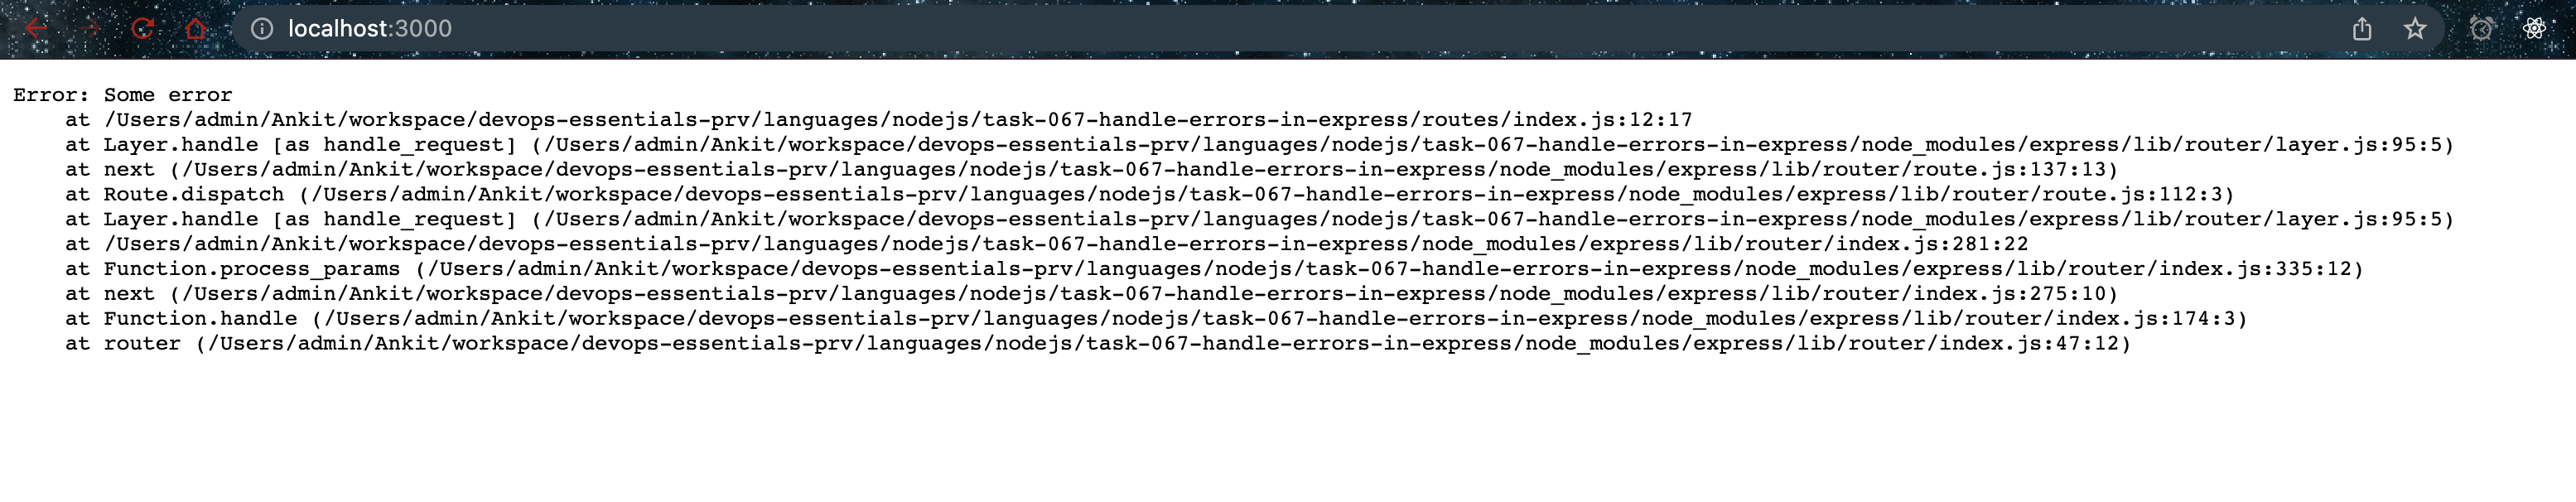 localhost:3000
Error: Some error
    at /Users/admin/Ankit/workspace/devops-essentials-prv/languages/nodejs/task-067-handle-errors-in-express/routes/index.js:12:17
    at Layer.handle [as handle_request] (/Users/admin/Ankit/workspace/devops-essentials-prv/languages/nodejs/task-067-handle-errors-in-express/node_modules/express/lib/router/layer.js:95:5)
    at next (/Users/admin/Ankit/workspace/devops-essentials-prv/languages/nodejs/task-067-handle-errors-in-express/node_modules/express/lib/router/route.js:137:13)
    at Route.dispatch (/Users/admin/Ankit/workspace/devops-essentials-prv/languages/nodejs/task-067-handle-errors-in-express/node_modules/express/lib/router/route.js:112:3)
    at Layer.handle [as handle_request] (/Users/admin/Ankit/workspace/devops-essentials-prv/languages/nodejs/task-067-handle-errors-in-express/node_modules/express/lib/router/layer.js:95:5)
    at /Users/admin/Ankit/workspace/devops-essentials-prv/languages/nodejs/task-067-handle-errors-in-express/node_modules/express/lib/router/index.js:281:22
    at Function.process_params (/Users/admin/Ankit/workspace/devops-essentials-prv/languages/nodejs/task-067-handle-errors-in-express/node_modules/express/lib/router/index.js:335:12)
    at next (/Users/admin/Ankit/workspace/devops-essentials-prv/languages/nodejs/task-067-handle-errors-in-express/node_modules/express/lib/router/index.js:275:10)
    at Function.handle (/Users/admin/Ankit/workspace/devops-essentials-prv/languages/nodejs/task-067-handle-errors-in-express/node_modules/express/lib/router/index.js:174:3)
    at router (/Users/admin/Ankit/workspace/devops-essentials-prv/languages/nodejs/task-067-handle-errors-in-express/node_modules/express/lib/router/index.js:47:12)